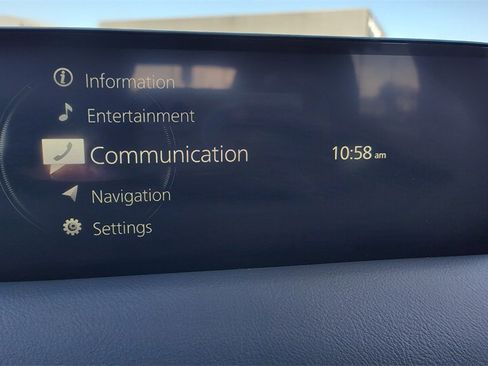 Information
Entertainment
Communication 10:58 am
Navigation
Settings